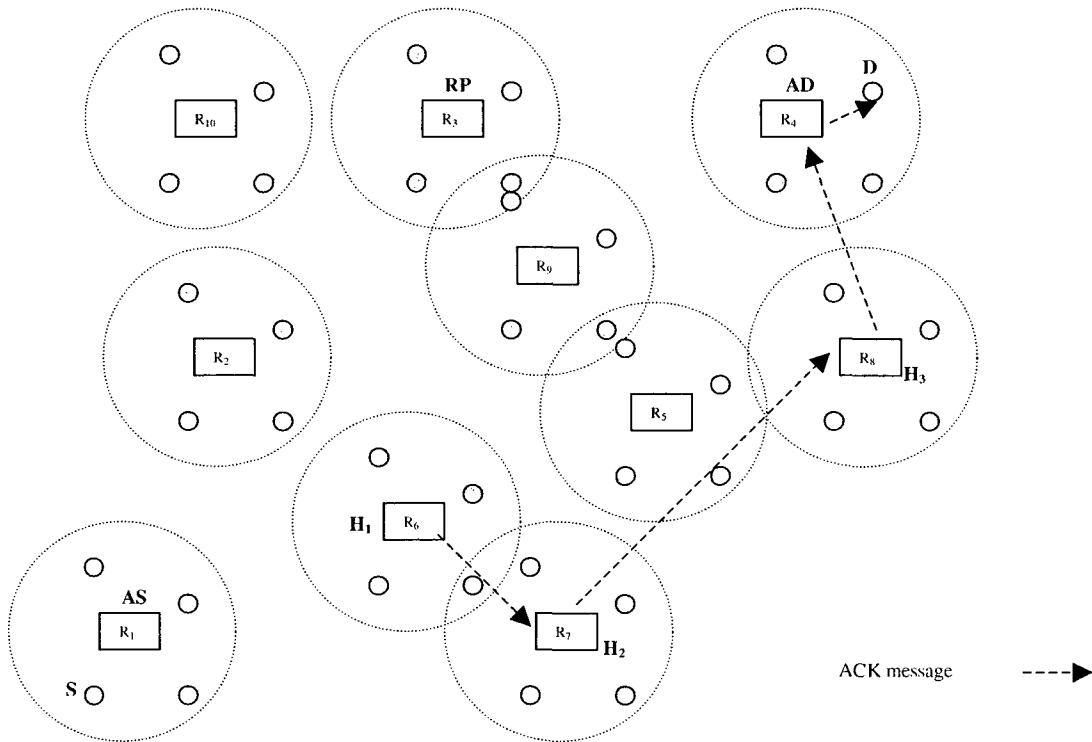 RP
AD
D
R₁₀
R₃
R₄
R₉
R₂
R₈
H₃
R₅
H₁
R₆
AS
R₁
R₇
H₂
S
ACK message